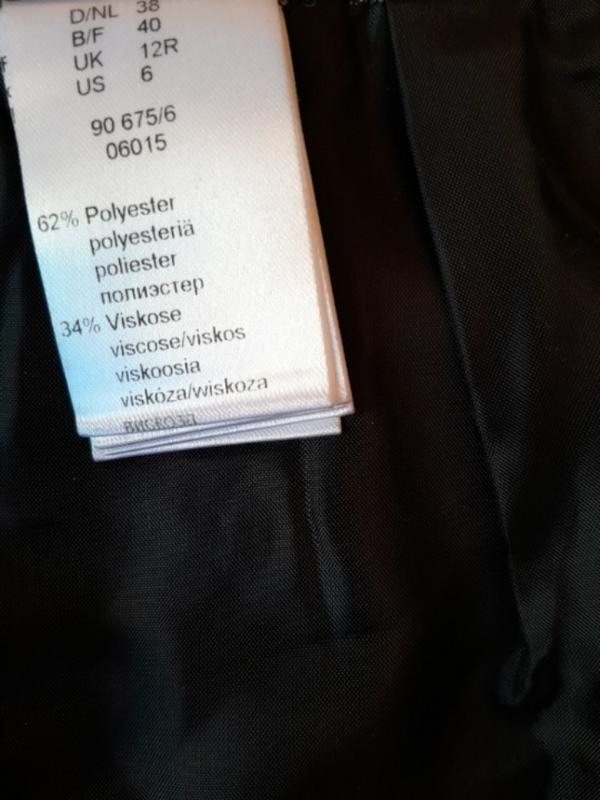 D/NL 38
B/F 40
UK 12R
US 6
90 675/6
06015
62% Polyester
polyesteriä
poliester
полиэстер
34% Viskose
viscose/viskos
viskoosia
viskóza/wiskoza